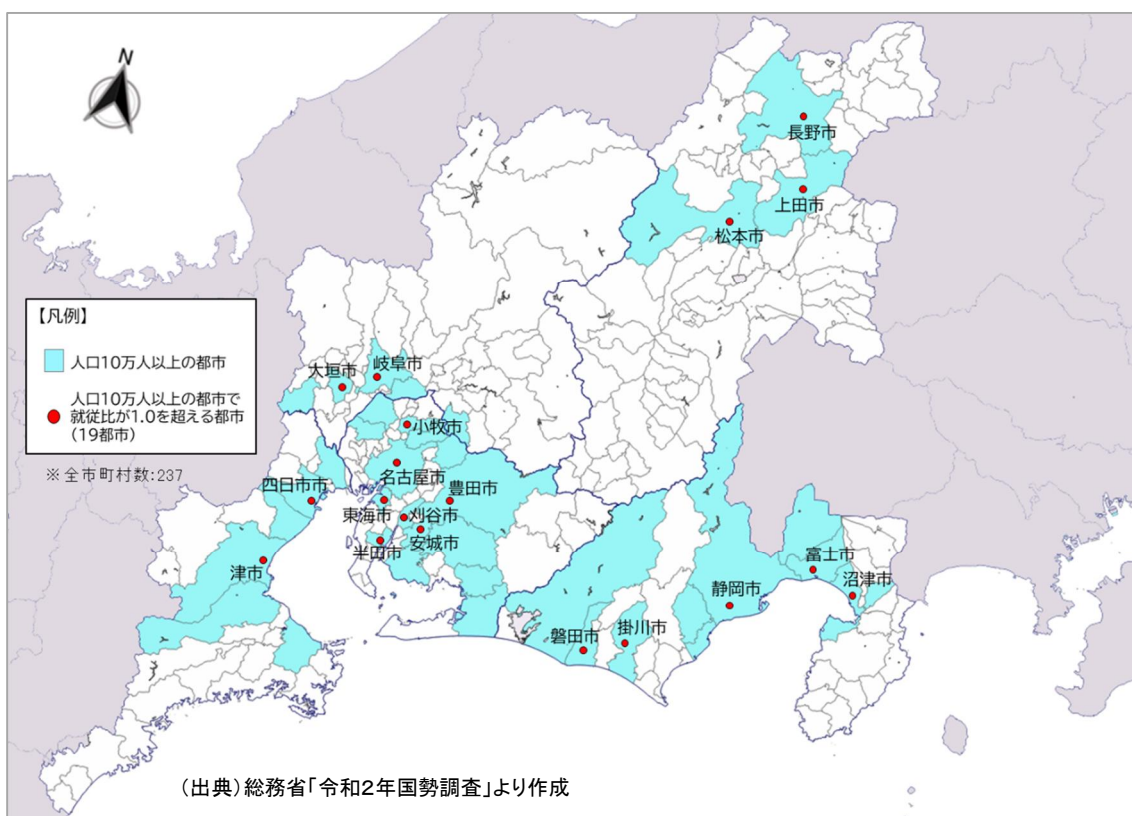 N
長野市
上田市
松本市
【凡例】
人口10万人以上の都市
人口10万人以上の都市で
就従比が1.0を超える都市
（19都市）
※全市町村数:237
大垣市
岐阜市
小牧市
名古屋市
四日市市
豊田市
東海市
刈谷市
安城市
半田市
津市
富士市
沼津市
静岡市
掛川市
磐田市
（出典）総務省「令和2年国勢調査」より作成